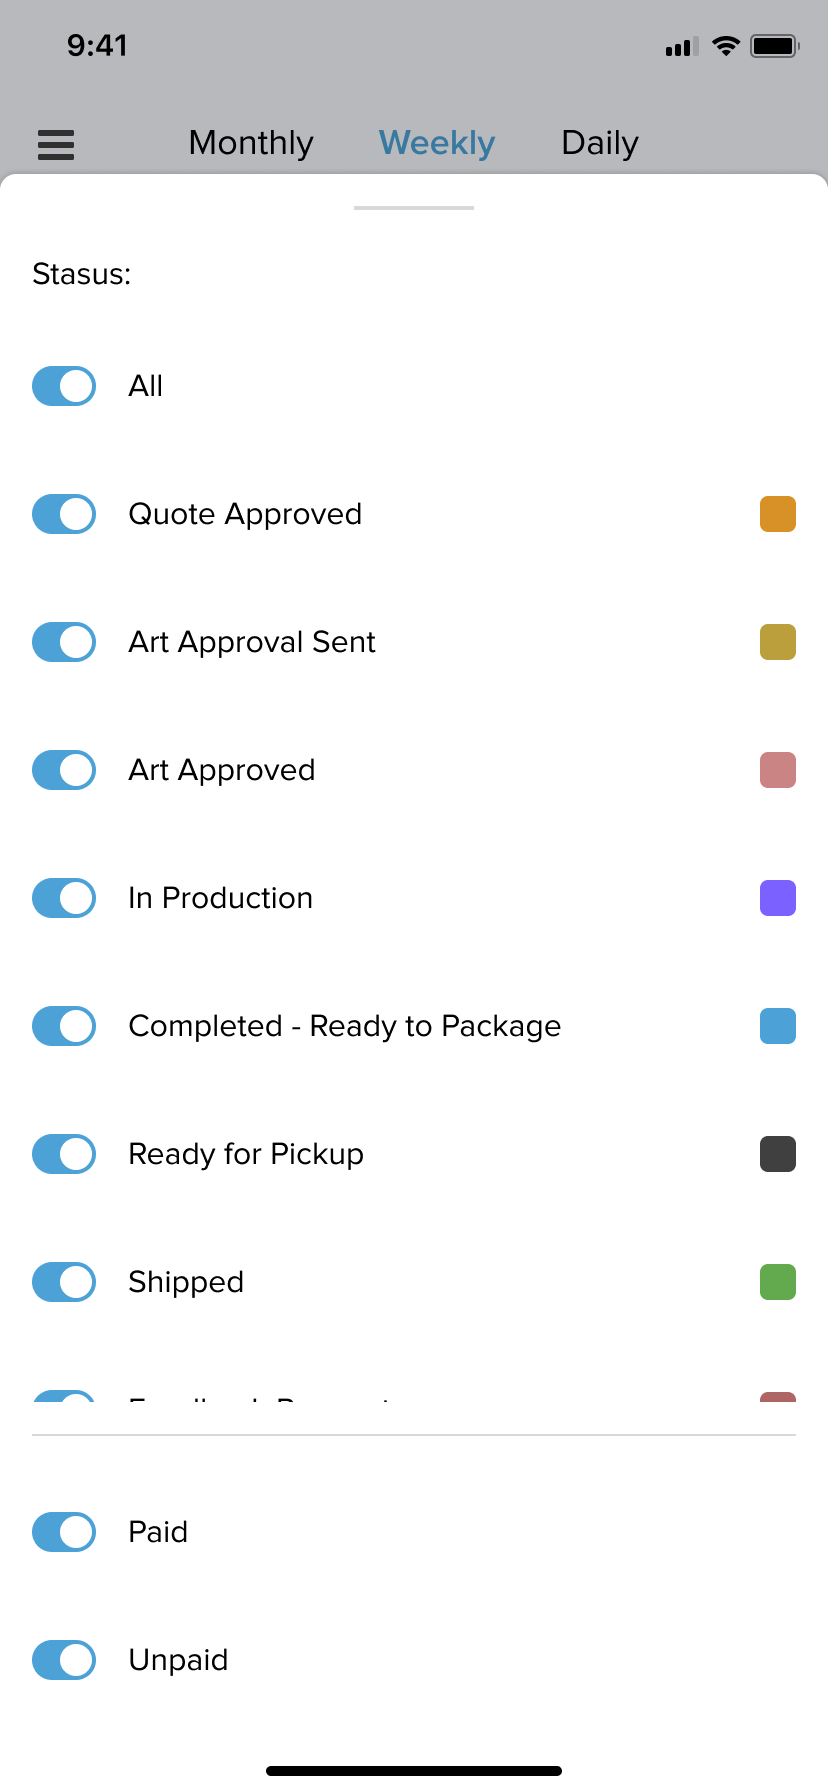 9:41
Monthly Weekly Daily
Stasus:
All
Quote Approved
Art Approval Sent
Art Approved
In Production
Completed - Ready to Package
Ready for Pickup
Shipped
Paid
Unpaid